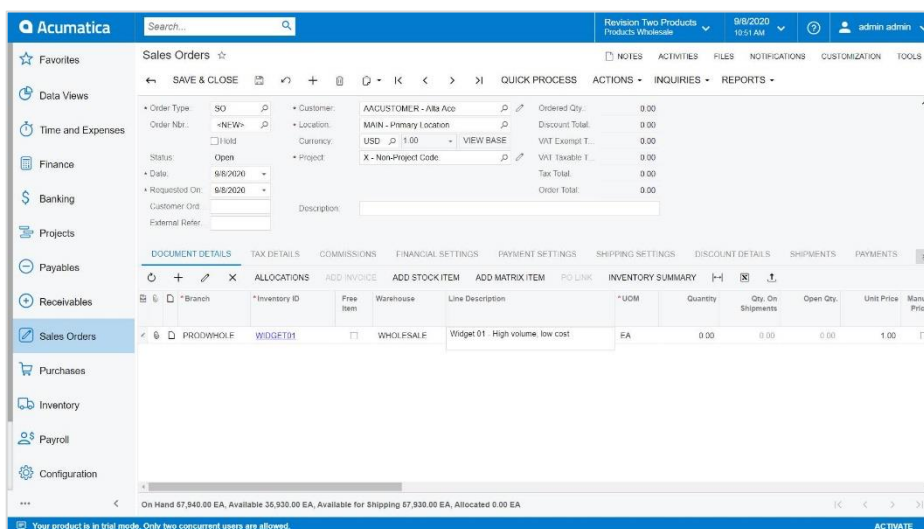 Acumatica
Search...
Revision Two Products
Products Wholesale
9/8/2020
10:51 AM
admin admin
Favorites
Data Views
Time and Expenses
Finance
Banking
Projects
Payables
Receivables
Sales Orders
Purchases
Inventory
Payroll
Configuration
Sales Orders
NOTES ACTIVITIES FILES NOTIFICATIONS CUSTOMIZATION TOOLS
SAVE & CLOSE QUICK PROCESS ACTIONS INQUIRIES REPORTS
Order Type: SO Customer: AACUSTOMER - Alta Ace Ordered Qty.: 0.00
Order Nbr.: <NEW> Location: MAIN - Primary Location Discount Total: 0.00
Hold Currency: USD 1.00 VIEW BASE VAT Exempt T... 0.00
Status: Open Project: X - Non-Project Code. VAT Taxable T... 0.00
Date: 9/8/2020 Tax Total: 0.00
Requested On: 9/8/2020 Order Total: 0.00
Customer Ord... Description:
External Refer...
DOCUMENT DETAILS TAX DETAILS COMMISSIONS FINANCIAL SETTINGS PAYMENT SETTINGS SHIPPING SETTINGS DISCOUNT DETAILS SHIPMENTS PAYMENTS
ALLOCATIONS ADD INVOICE ADD STOCK ITEM ADD MATRIX ITEM PO LINK INVENTORY SUMMARY
*Branch *Inventory ID Free Item Warehouse Line Description *UOM Quantity Qty. On Shipments Open Qty. Unit Price
PRODWHOLE WIDGET01 WHOLESALE Widget 01 . High volume, low cost EA 0.00 0.00 0.00 1.00
On Hand 57,940.00 EA, Available 35,930.00 EA, Available for Shipping 57,930.00 EA, Allocated 0.00 EA
Your product is in trial mode. Only two concurrent users are allowed. ACTIVATE